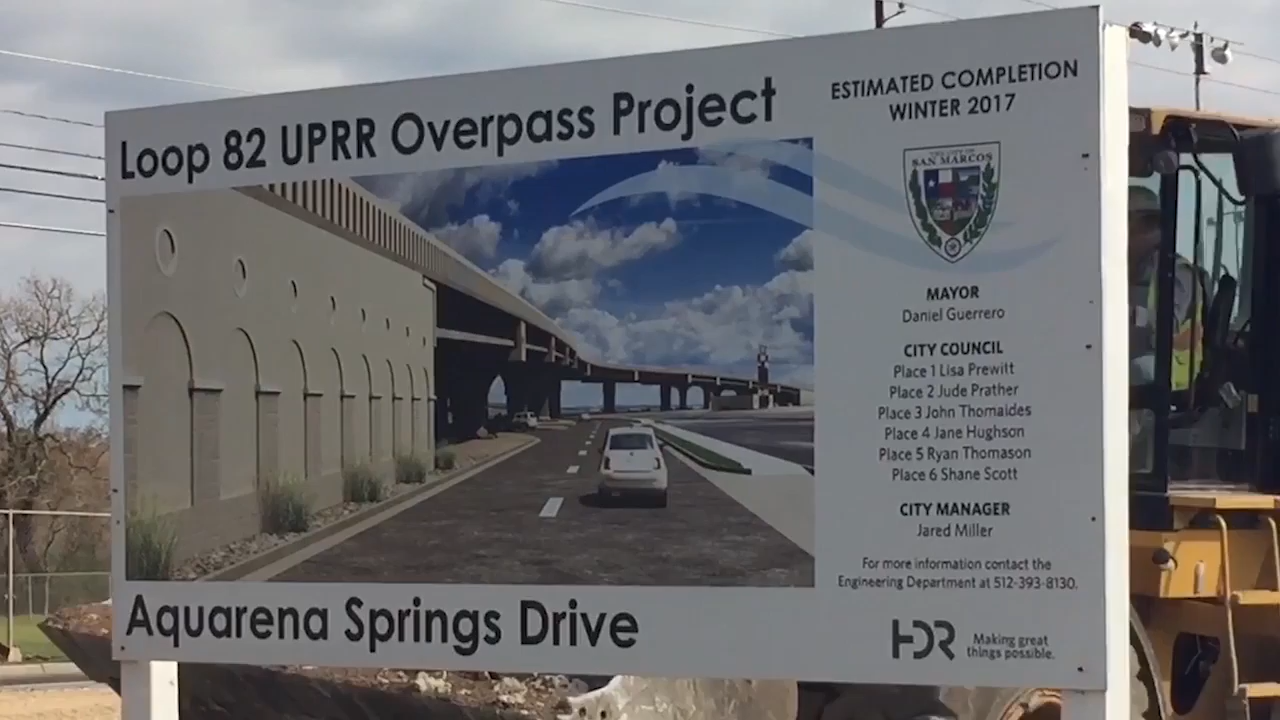 Loop 82 UPRR Overpass Project
Aquarena Springs Drive
ESTIMATED COMPLETION
WINTER 2017
SAN MARCOS
MAYOR
Daniel Guerrero
CITY COUNCIL
Place 1 Lisa Prewitt
Place 2 Jude Prather
Place 3 John Thomaides
Place 4 Jane Hughson
Place 5 Ryan Thomason
Place 6 Shane Scott
CITY MANAGER
Jared Miller
For more information contact the
Engineering Department at 512-393-8130.
HDR
Making great
things possible.